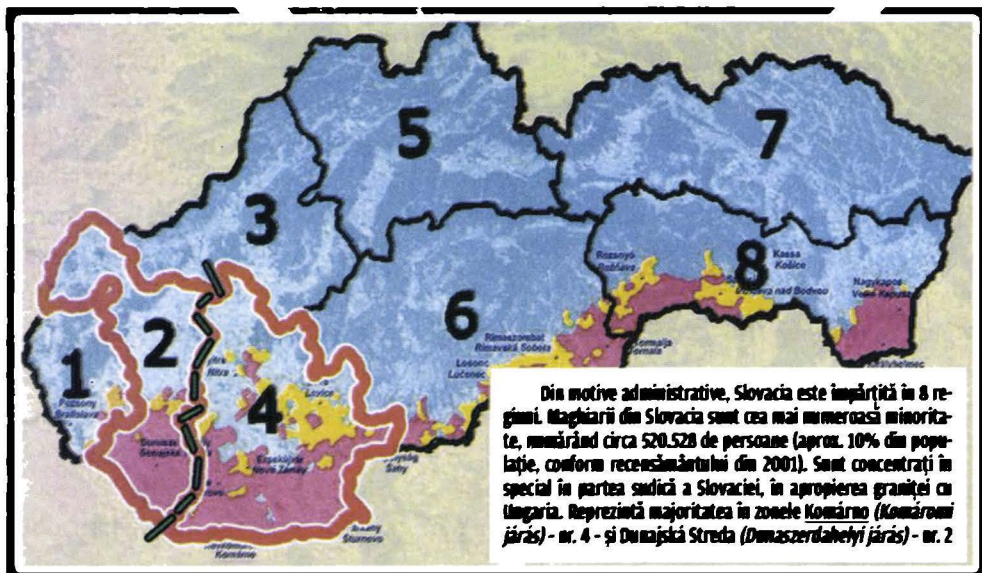 5
7
3
Rozsnyó
Rožňava
Kassa
Košice
8
nad Bodvou
Nagykapos
Veľké Kapušany
2
6
Rimaszombat
Rimavská Sobota
Losonc
Lučenec
1
Pozsony
Bratislava
Nitra
4
Levice
Érsekújvár
Nové Zámky
Šahy
Štúrovo
Komárno
Din motive administrative, Slovacia este împărțită în 8 re-
giuni. Maghiarii din Slovacia sunt cea mai numeroasă minorita-
te, numărând circa 520.528 de persoane (aprox. 10% din popu-
lație, conform recensământului din 2001). Sunt concentrați în
special în partea sudică a Slovaciei, în apropierea graniței cu
Ungaria. Reprezintă majoritatea în zonele Komárno (Komáromi
járás) - nr. 4 - și Dunajská Streda (Dunaszerdahelyi járás) - nr. 2